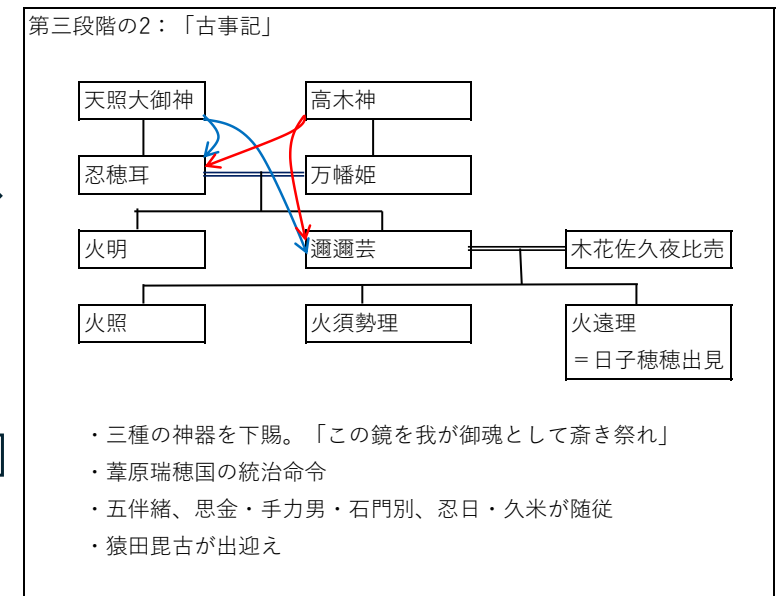 第三段階の2：「古事記」
天照大御神
高木神
忍穂耳
万幡姫
火明
邇邇芸
木花佐久夜比売
火照
火須勢理
火遠理
＝日子穂穂出見
・三種の神器を下賜。「この鏡を我が御魂として斎き祭れ」
・葦原瑞穂国の統治命令
・五伴緒、思金・手力男・石門別、忍日・久米が随従
・猿田毘古が出迎え